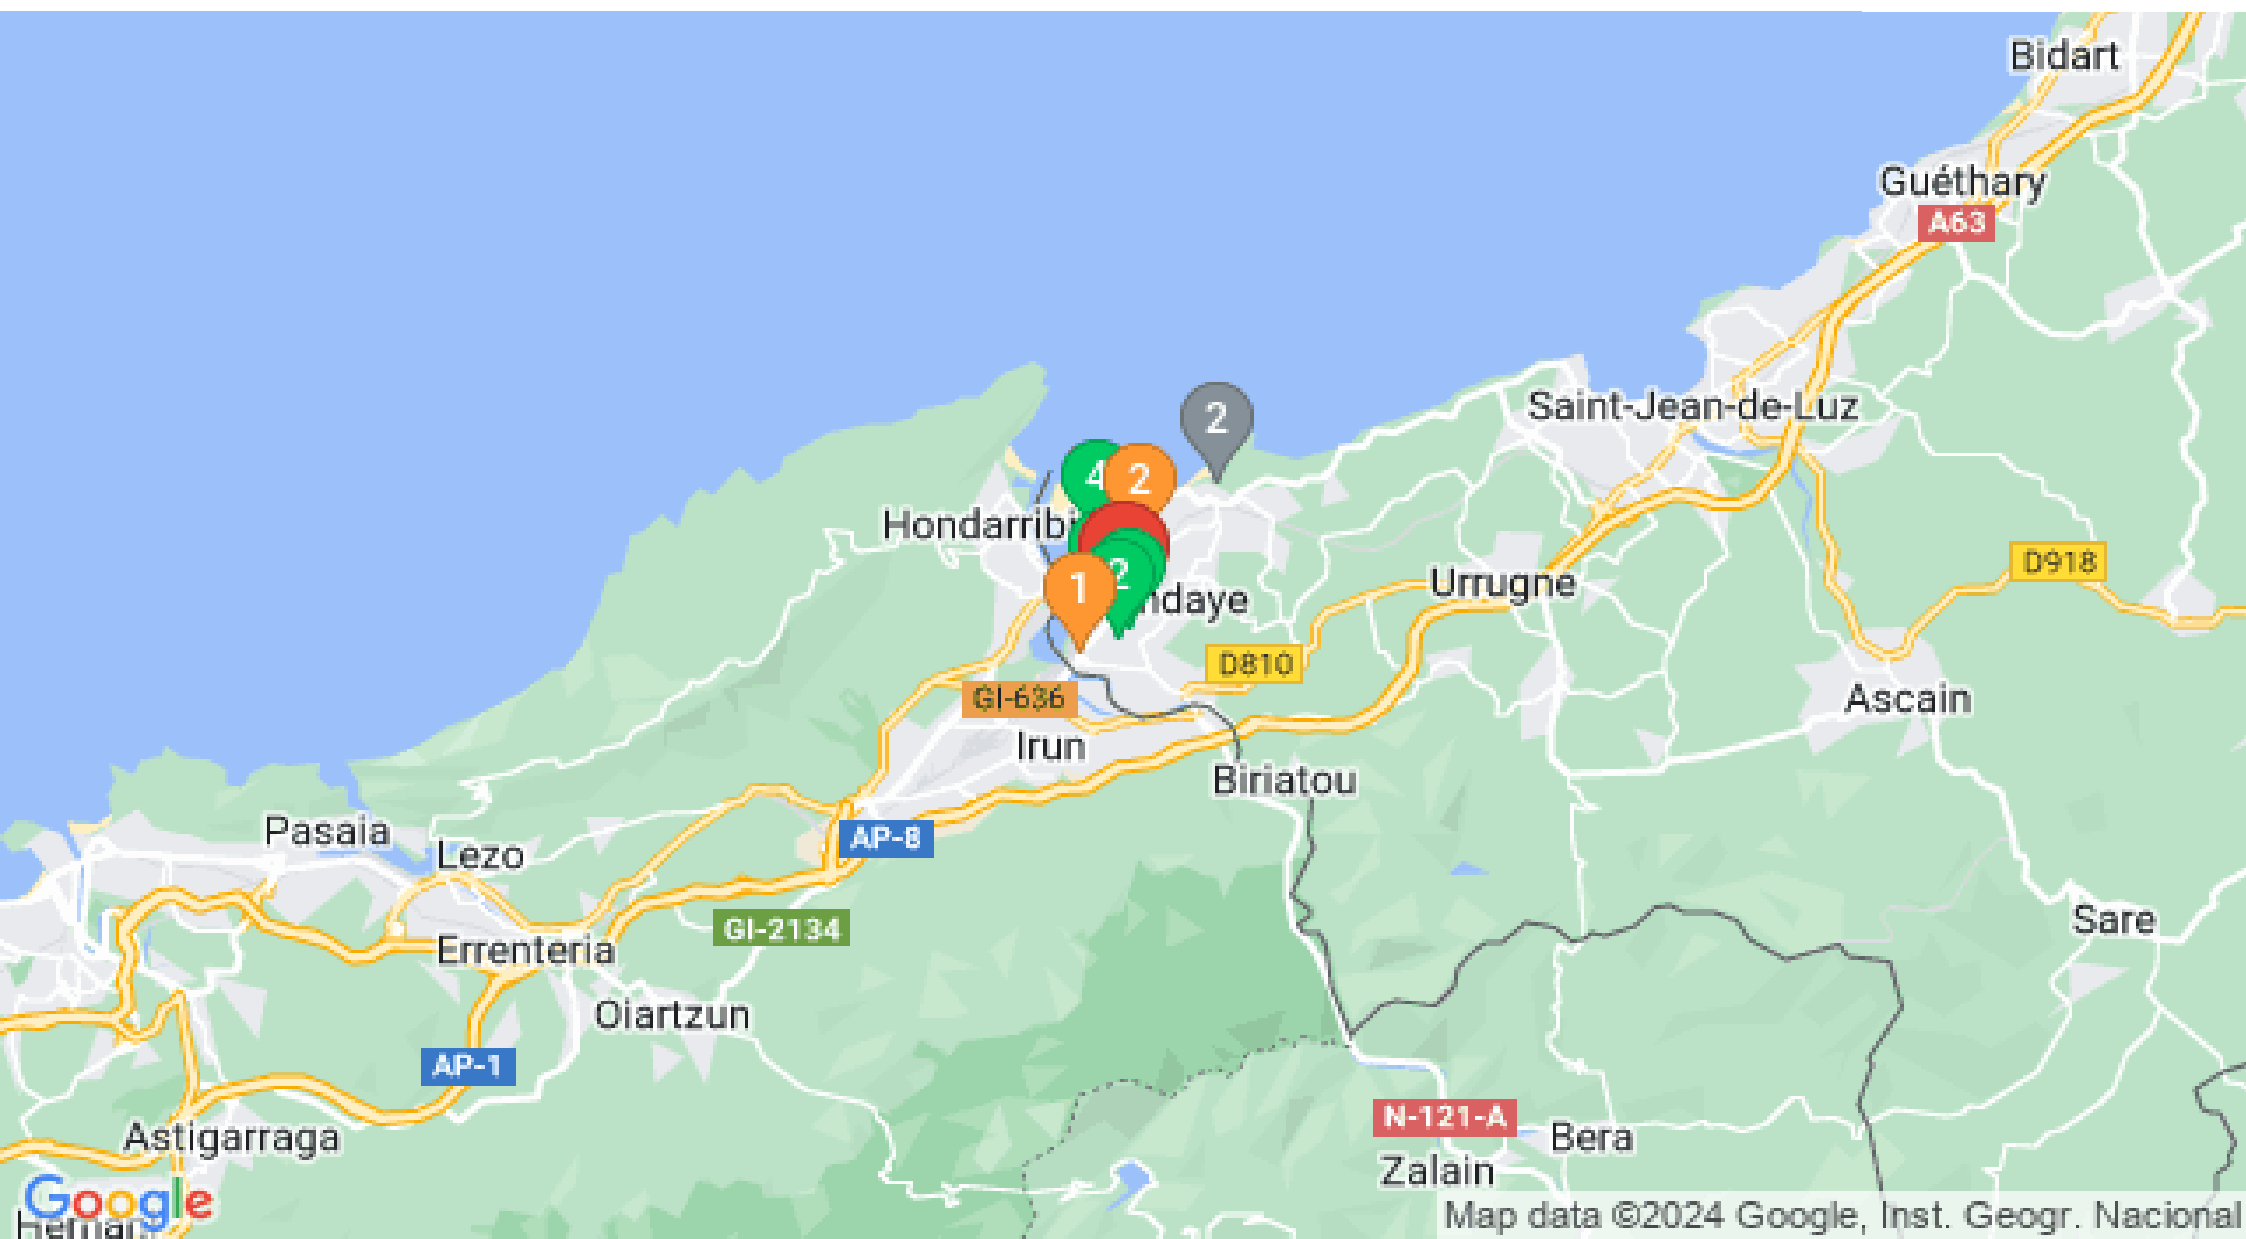 Bidart
Guéthary
A63
Saint-Jean-de-Luz
2
4
2
Hondarribi
2
1
ndaye
Urrugne
D918
D810
GI-636
Ascain
Irun
Biriatou
Pasaia
Lezo
AP-8
GI-2134
Errenteria
Sare
Oiartzun
AP-1
N-121-A
Astigarraga
Bera
Zalain
Google
Map data ©2024 Google, Inst. Geogr. Nacional